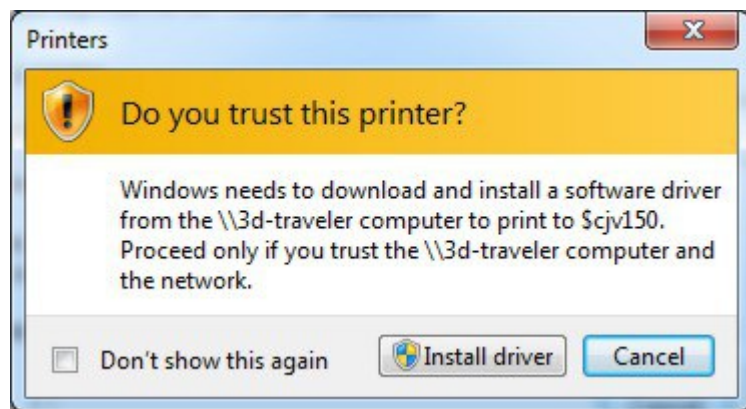 Printers
Do you trust this printer?
Windows needs to download and install a software driver
from the \\3d-traveler computer to print to $cjv150.
Proceed only if you trust the \\3d-traveler computer and
the network.
Don't show this again
Install driver
Cancel